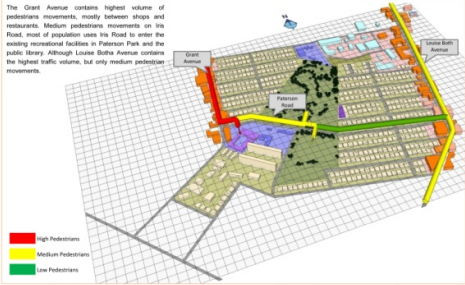 The Grant Avenue contains highest volume of
pedestrians movements, mostly between shops and
restaurants. Medium pedestrians movements on Iris
Road, most of population uses Iris Road to enter the
existing recreational facilities in Paterson Park and the
public library. Although Louise Botha Avenue contains
the highest traffic volume, but only medium pedestrian
movements.
Grant
Avenue
Louise Both
Avenue
Paterson
Road
High Pedestrians
Medium Pedestrians
Low Pedestrians